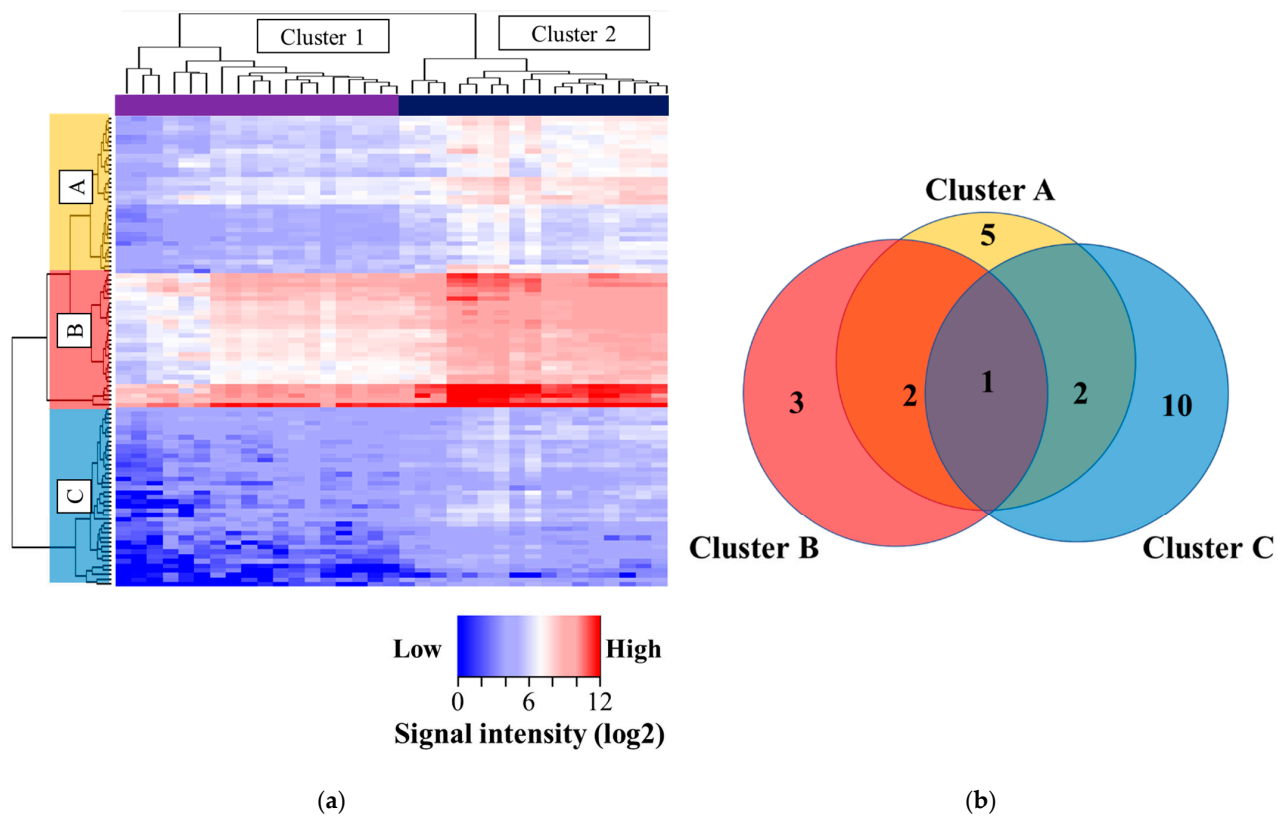 Cluster 1
Cluster 2
A
B
C
Low
High
0 6 12
Signal intensity (log2)
(a)
Cluster A
5
3
2
1
2
10
Cluster B
Cluster C
(b)